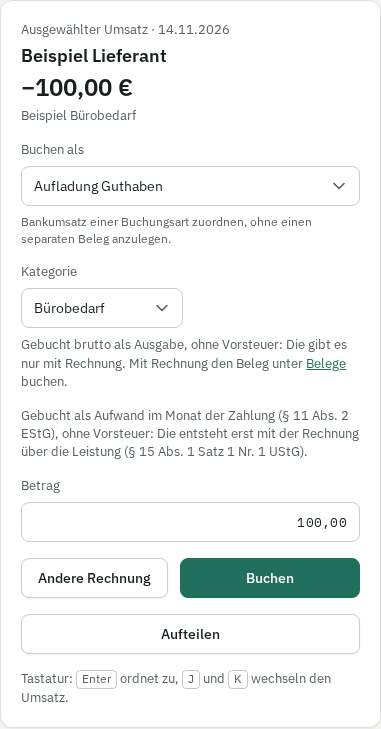 Ausgewählter Umsatz · 14.11.2026
Beispiel Lieferant
−100,00 €
Beispiel Bürobedarf
Buchen als
Aufladung Guthaben
Bankumsatz einer Buchungsart zuordnen, ohne einen
separaten Beleg anzulegen.
Kategorie
Bürobedarf
Gebucht brutto als Ausgabe, ohne Vorsteuer: Die gibt es
nur mit Rechnung. Mit Rechnung den Beleg unter Belege
buchen.
Gebucht als Aufwand im Monat der Zahlung (§ 11 Abs. 2
EStG), ohne Vorsteuer: Die entsteht erst mit der Rechnung
über die Leistung (§ 15 Abs. 1 Satz 1 Nr. 1 UStG).
Betrag
100,00
Andere Rechnung Buchen
Aufteilen
Tastatur: Enter ordnet zu, J und K wechseln den
Umsatz.